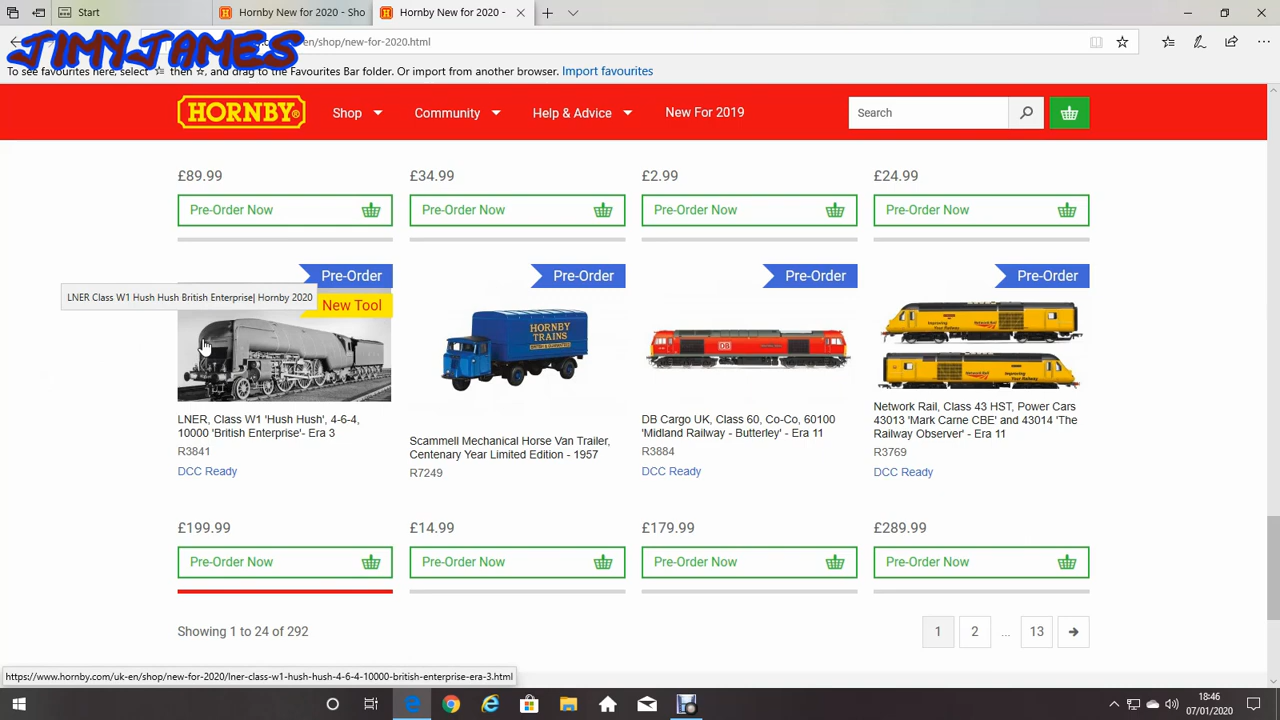 Start
Hornby New for 2020 - Sho
Hornby New for 2020 -
JIMYJAMES
en/shop/new-for-2020.html
To see favourites here, select then ☆, and drag to the Favourites Bar folder. Or import from another browser. Import favourites
HORNBY®
Shop
Community
Help & Advice
New For 2019
Search
£89.99
£34.99
£2.99
£24.99
Pre-Order Now
Pre-Order Now
Pre-Order Now
Pre-Order Now
Pre-Order
Pre-Order
Pre-Order
Pre-Order
LNER Class W1 Hush Hush British Enterprise| Hornby 2020
New Tool
HORNBY
TRAINS
DB
LNER, Class W1 'Hush Hush', 4-6-4,
10000 'British Enterprise'- Era 3
R3841
DCC Ready
Scammell Mechanical Horse Van Trailer,
Centenary Year Limited Edition - 1957
R7249
DB Cargo UK, Class 60, Co-Co, 60100
'Midland Railway - Butterley' - Era 11
R3884
DCC Ready
Network Rail, Class 43 HST, Power Cars
43013 'Mark Carne CBE' and 43014 'The
Railway Observer' - Era 11
R3769
DCC Ready
£199.99
£14.99
£179.99
£289.99
Pre-Order Now
Pre-Order Now
Pre-Order Now
Pre-Order Now
Showing 1 to 24 of 292
1
2
...
13
https://www.hornby.com/uk-en/shop/new-for-2020/lner-class-w1-hush-hush-4-6-4-10000-british-enterprise-era-3.html
18:46
07/01/2020